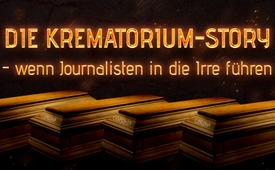 DIE KREMATORIUM-STORY
- wenn Journalisten in die Irre führen